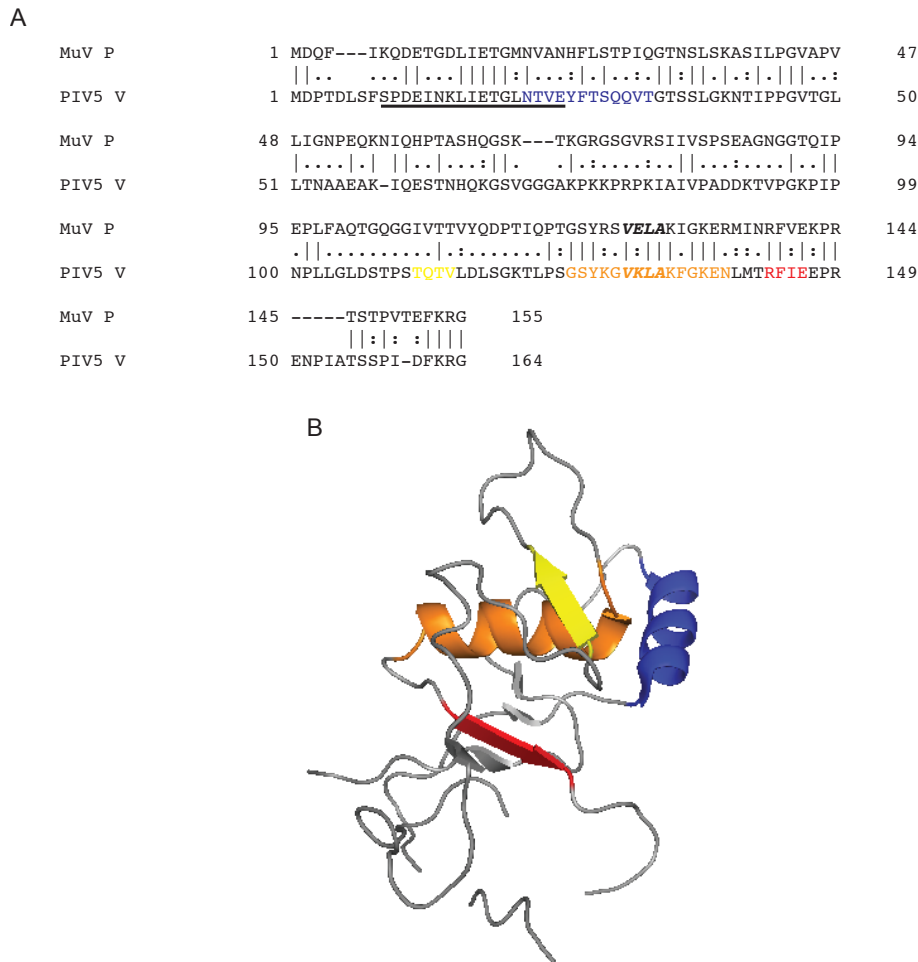 A
MuV P 1 MDQF---IKQDETGDLIETGMNVANHFLSTPIQGTNSLSKASILPGVAPV 47
PIV5 V 1 MDPTDLSFSPDEINKLIETGLNTVEYFTSQQVTGTSSLGKNTIPPGVTGL 50
MuV P 48 LIGNPEQKNIQHPTASHQGSK---TKGRGSGVRSIIVSPSEAGNGGTQIP 94
PIV5 V 51 LTNAAEAK-IQESTNHQKGSVGGGAKPKKPRPKIAIVPADDKTVPGKPIP 99
MuV P 95 EPLFAQTGQGGIVTTVYQDPTIQPTGSYRSVELAKIGKERMINRFVEKPR 144
PIV5 V 100 NPLLGLDSTPSTQTVLDLSGKTLPSGSYKGVKLAKFGKENLMTRFIEEPR 149
MuV P 145 -----TSTPVTEFKRG 155
PIV5 V 150 ENPIATSSPI-DFKRG 164
B